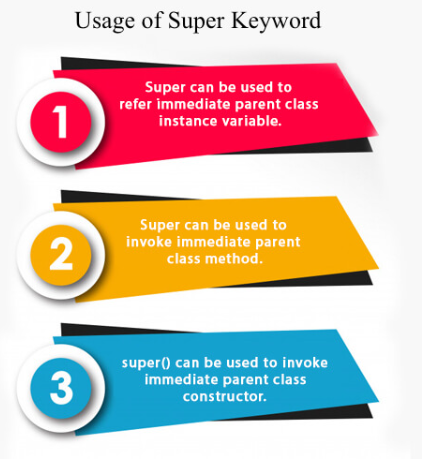 Usage of Super Keyword
1
Super can be used to
refer immediate parent class
instance variable.
2
Super can be used to
invoke immediate parent
class method.
3
super() can be used to invoke
immediate parent class
constructor.